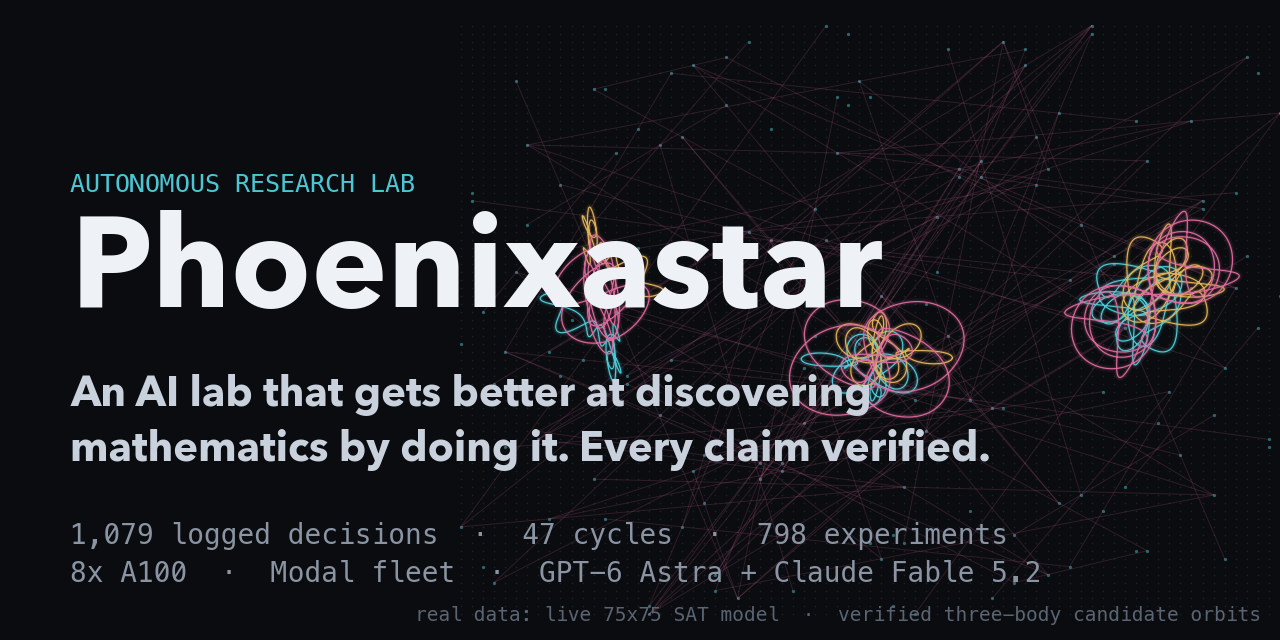 AUTONOMOUS RESEARCH LAB
Phoenixastar
An AI lab that gets better at discovering
mathematics by doing it. Every claim verified.
1,079 logged decisions · 47 cycles · 798 experiments
8x A100 · Modal fleet · GPT−6 Astra + Claude Fable 5.2
real data: live 75x75 SAT model · verified three−body candidate orbits